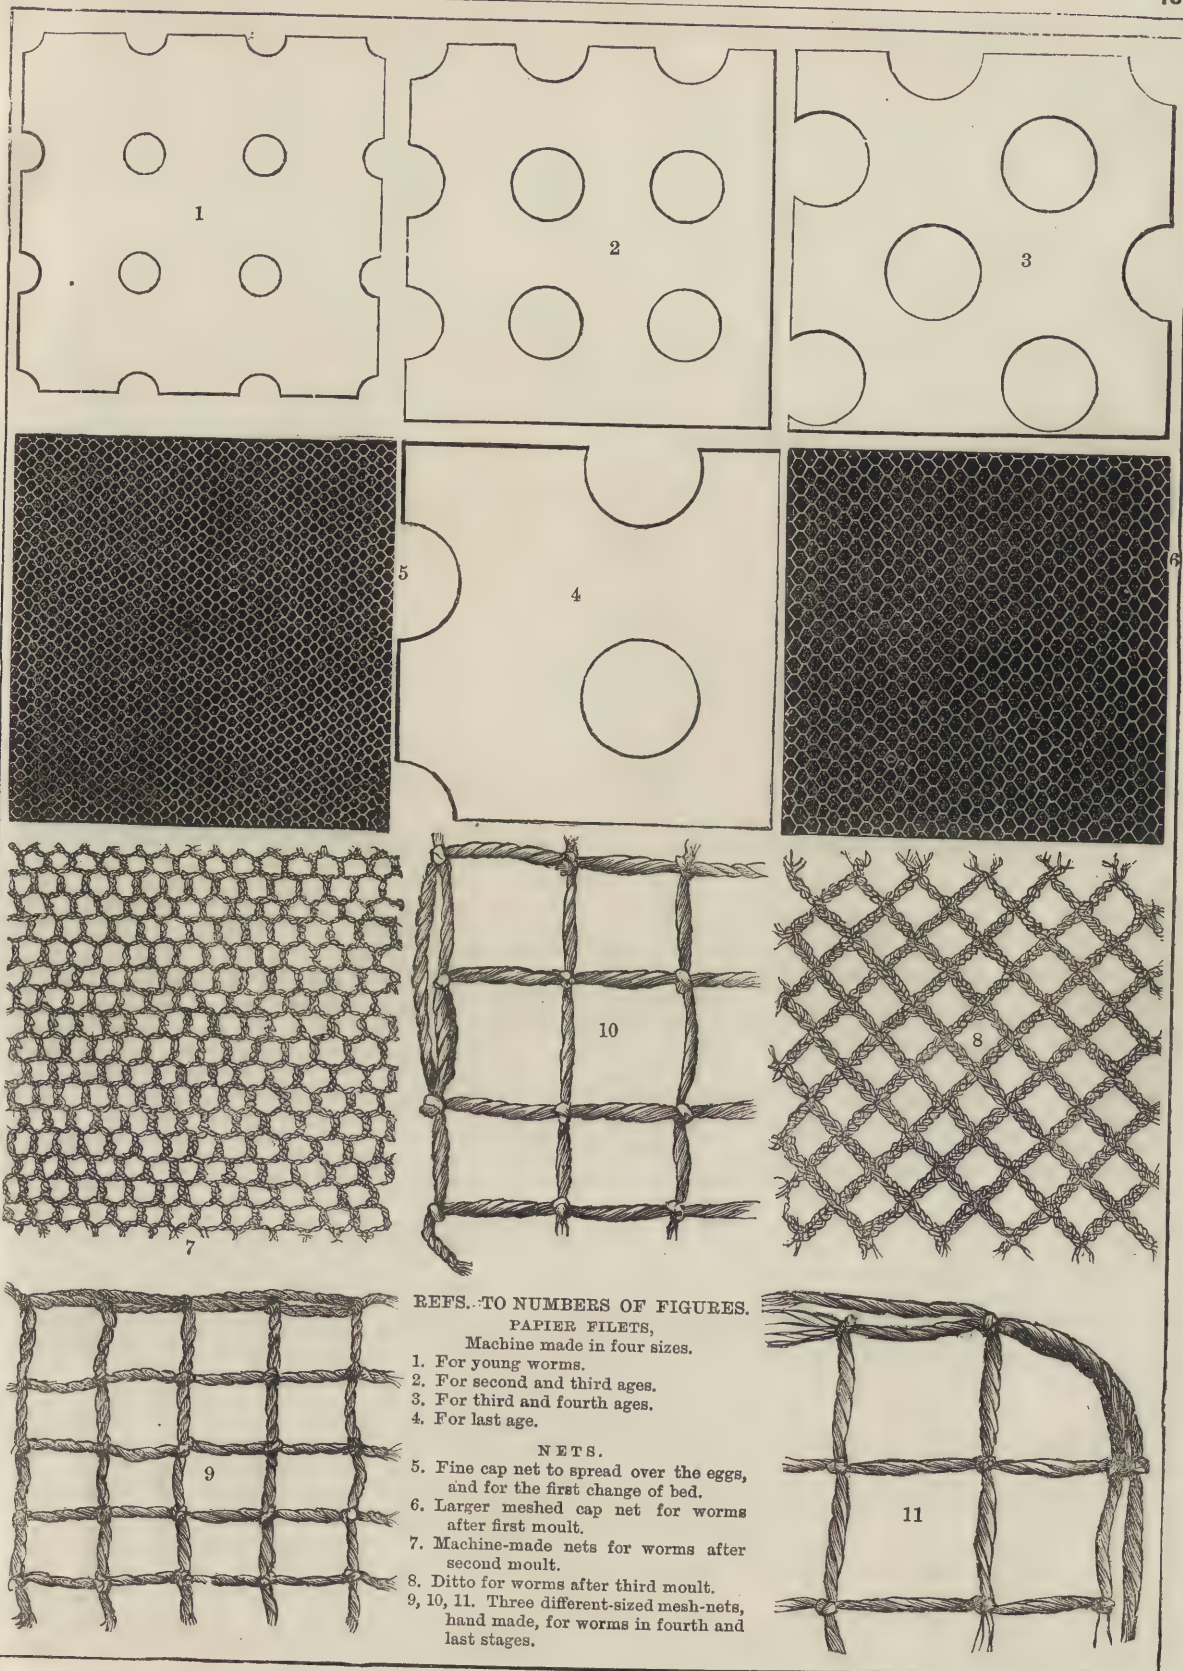 1
2
3
5
4
6
10
8
7
REFS. TO NUMBERS OF FIGURES.
PAPIER FILETS,
Machine made in four sizes.
1. For young worms.
2. For second and third ages.
3. For third and fourth ages.
4. For last age.
NETS.
5. Fine cap net to spread over the eggs,
and for the first change of bed.
6. Larger meshed cap net for worms
after first moult.
7. Machine-made nets for worms after
second moult.
8. Ditto for worms after third moult.
9, 10, 11. Three different-sized mesh-nets,
hand made, for worms in fourth and
last stages.
9
11